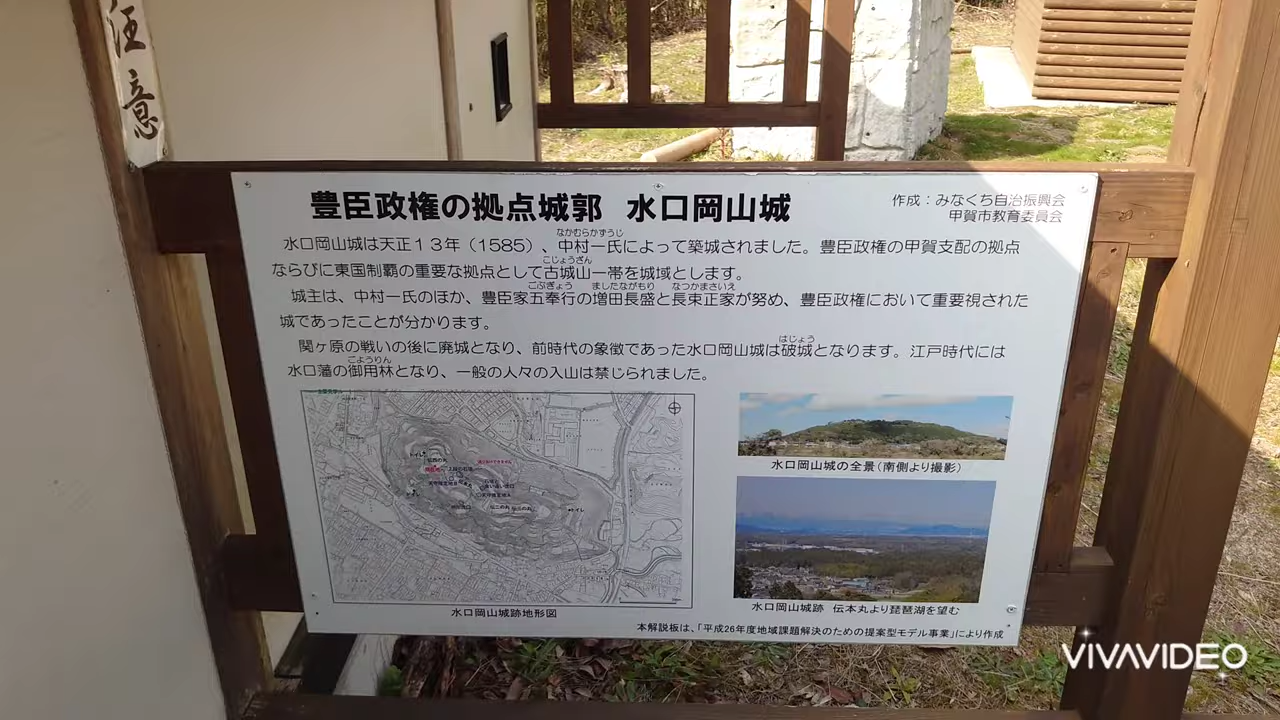 注意
豊臣政権の拠点城郭 水口岡山城
作成：みなくち自治振興会
甲賀市教育委員会
なかむらかずうじ
水口岡山城は天正１３年（1585）、中村一氏によって築城されました。豊臣政権の甲賀支配の拠点
こじょうざん
ならびに東国制覇の重要な拠点として古城山一帯を城域とします。
ごぶぎょう ましたながもり なつかまさいえ
城主は、中村一氏のほか、豊臣家五奉行の増田長盛と長束正家が努め、豊臣政権において重要視された
城であったことが分かります。
はじょう
関ヶ原の戦いの後に廃城となり、前時代の象徴であった水口岡山城は破城となります。江戸時代には
ごようりん
水口藩の御用林となり、一般の人々の入山は禁じられました。
トイレ
トイレ
水口岡山城跡地形図
水口岡山城の全景（南側より撮影）
水口岡山城跡 伝本丸より琵琶湖を望む
本解説板は、「平成26年度地域課題解決のための提案型モデル事業」により作成
VIVAVIDEO